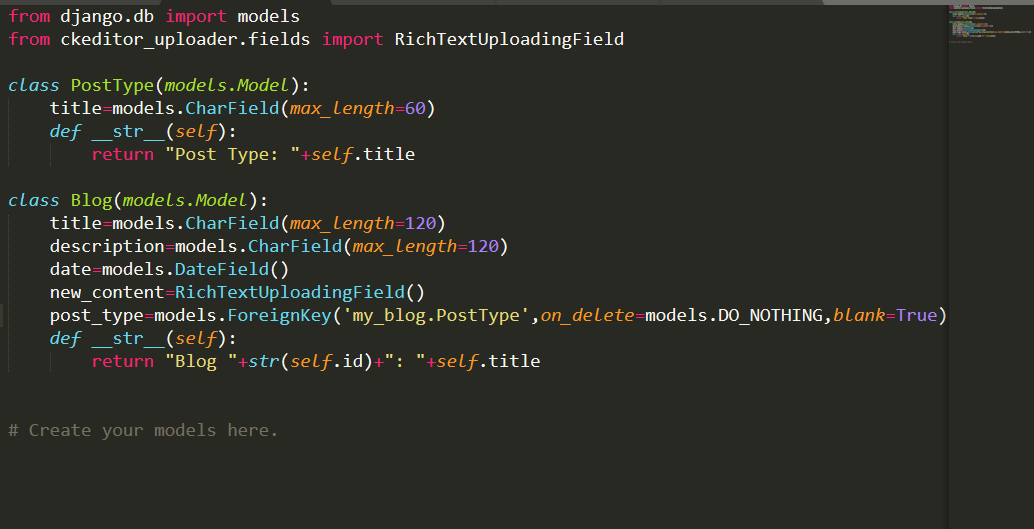 from django.db import models
from ckeditor_uploader.fields import RichTextUploadingField

class PostType(models.Model):
    title=models.CharField(max_length=60)
    def __str__(self):
        return "Post Type: "+self.title

class Blog(models.Model):
    title=models.CharField(max_length=120)
    description=models.CharField(max_length=120)
    date=models.DateField()
    new_content=RichTextUploadingField()
    post_type=models.ForeignKey('my_blog.PostType',on_delete=models.DO_NOTHING,blank=True)
    def __str__(self):
        return "Blog "+str(self.id)+": "+self.title

# Create your models here.